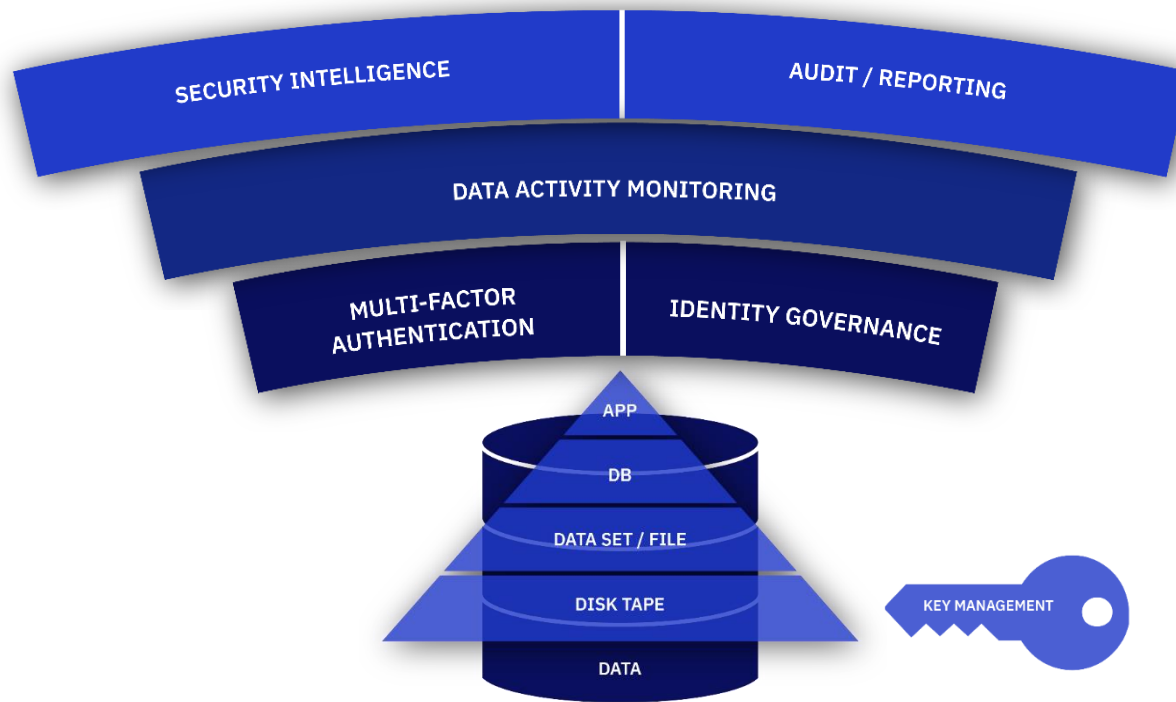 SECURITY INTELLIGENCE
AUDIT / REPORTING
DATA ACTIVITY MONITORING
MULTI-FACTOR
AUTHENTICATION
IDENTITY GOVERNANCE
APP
DB
DATA SET / FILE
DISK TAPE
KEY MANAGEMENT
DATA